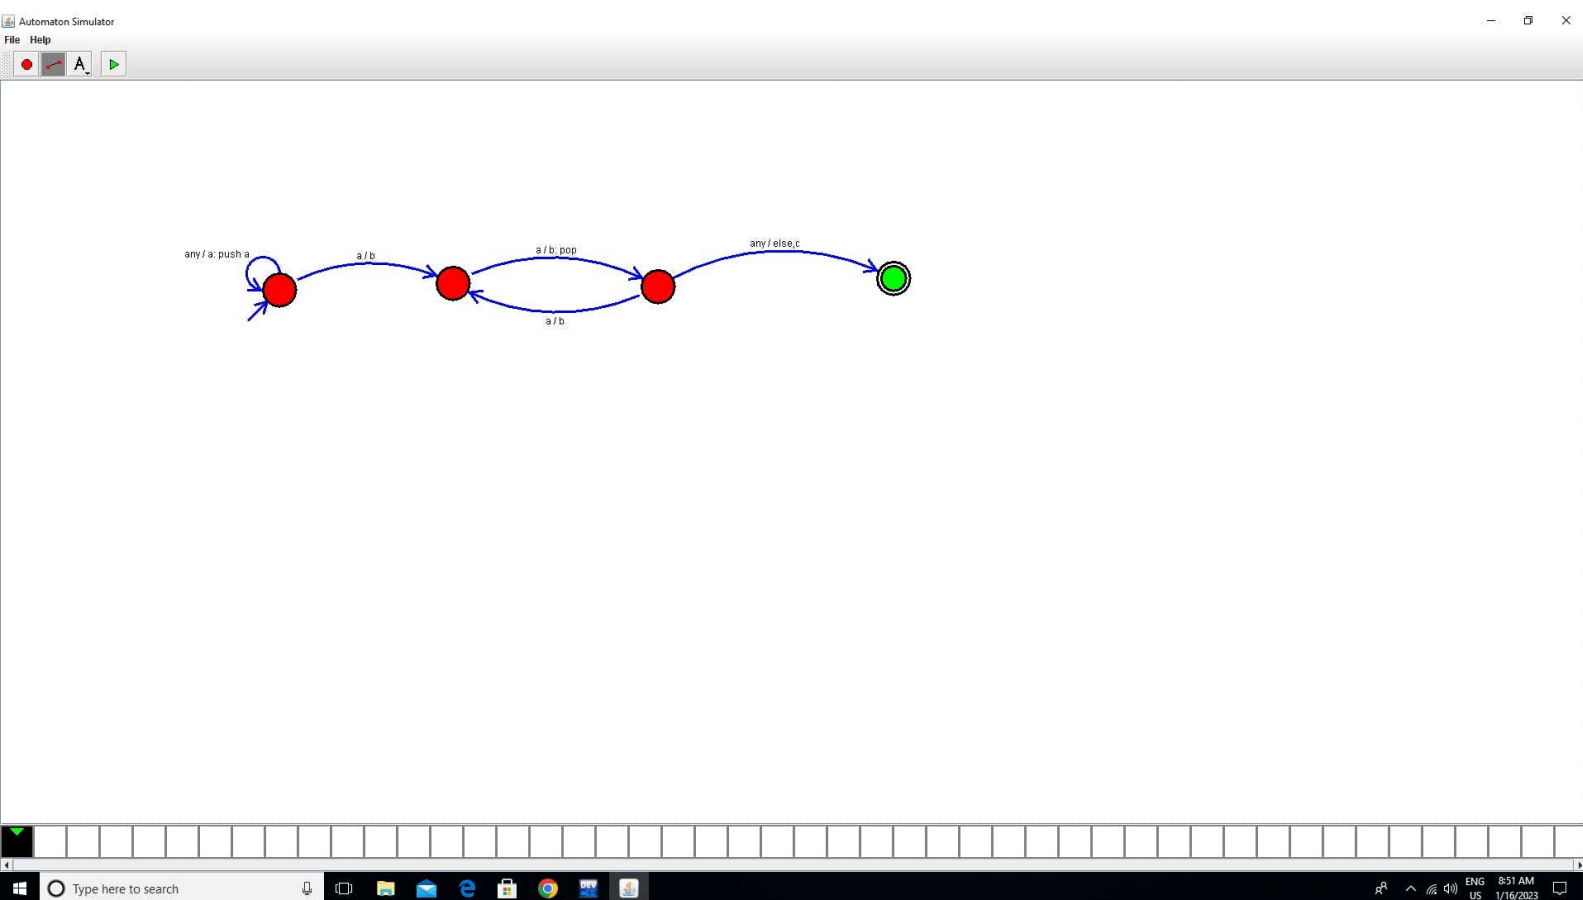 Automaton Simulator
File Help
A
any / a: push a
a / b
a / b: pop
any / else,c
a / b
Type here to search
DEV
ENG
US
8:51 AM
1/16/2023